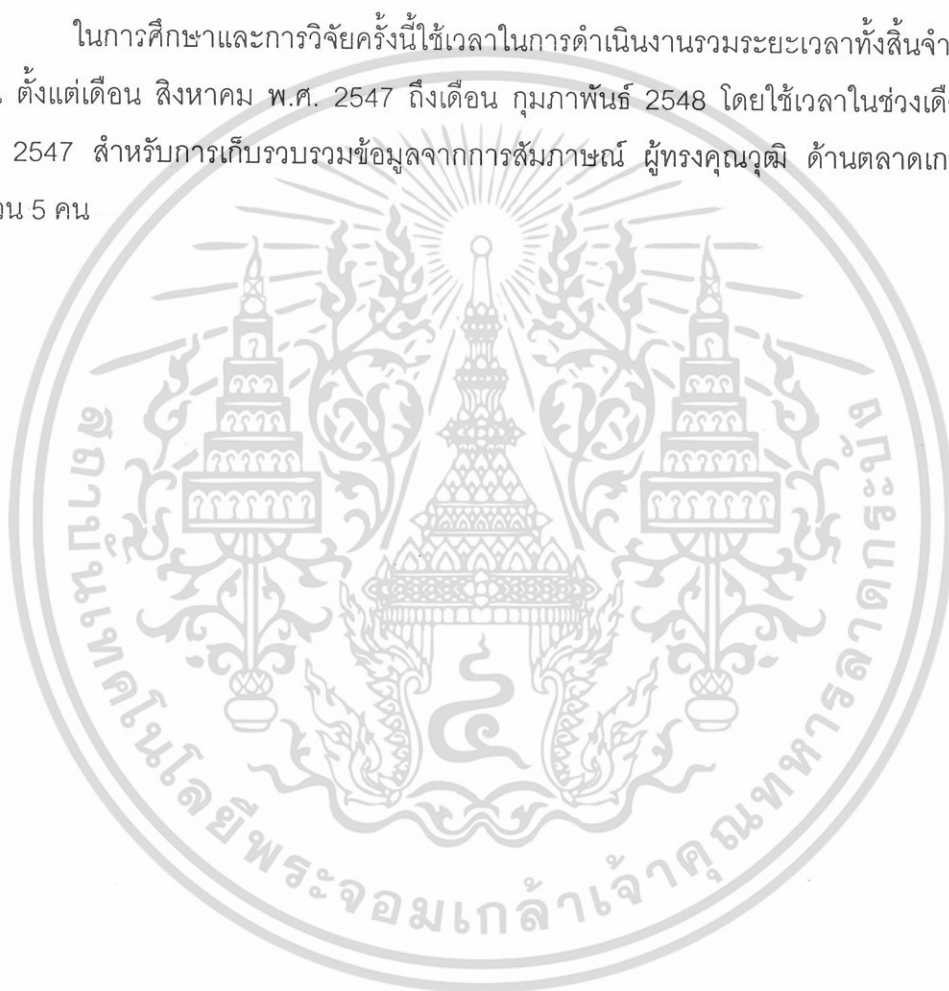 ในการศึกษาและการวิจัยครั้งนี้ใช้เวลาในการดำเนินงานรวมระยะเวลาทั้งสิ้นจำ
ตั้งแต่เดือน สิงหาคม พ.ศ. 2547 ถึงเดือน กุมภาพันธ์ 2548 โดยใช้เวลาในช่วงเดื
2547 สำหรับการเก็บรวบรวมข้อมูลจากการสัมภาษณ์ ผู้ทรงคุณวุฒิ ด้านตลาดเก
วน 5 คน
สถาบันเทคโนโลยีพระจอมเกล้าเจ้าคุณทหารลาดกระบัง